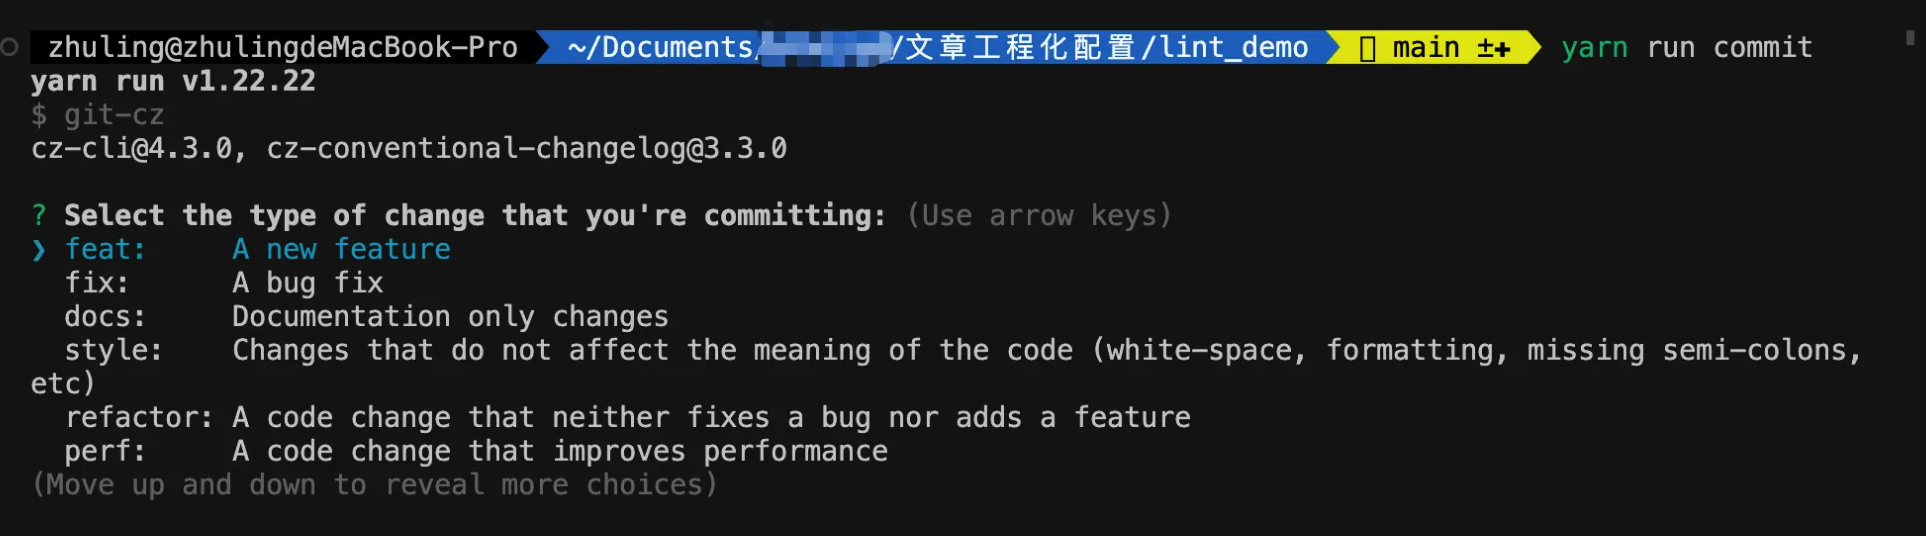 zhuling@zhulingdeMacBook-Pro ~/Documents/ /文章工程化配置/lint_demo main ±✚ yarn run commit
yarn run v1.22.22
$ git-cz
cz-cli@4.3.0, cz-conventional-changelog@3.3.0
? Select the type of change that you're committing: (Use arrow keys)
❯ feat: A new feature
fix: A bug fix
docs: Documentation only changes
style: Changes that do not affect the meaning of the code (white-space, formatting, missing semi-colons,
etc)
refactor: A code change that neither fixes a bug nor adds a feature
perf: A code change that improves performance
(Move up and down to reveal more choices)